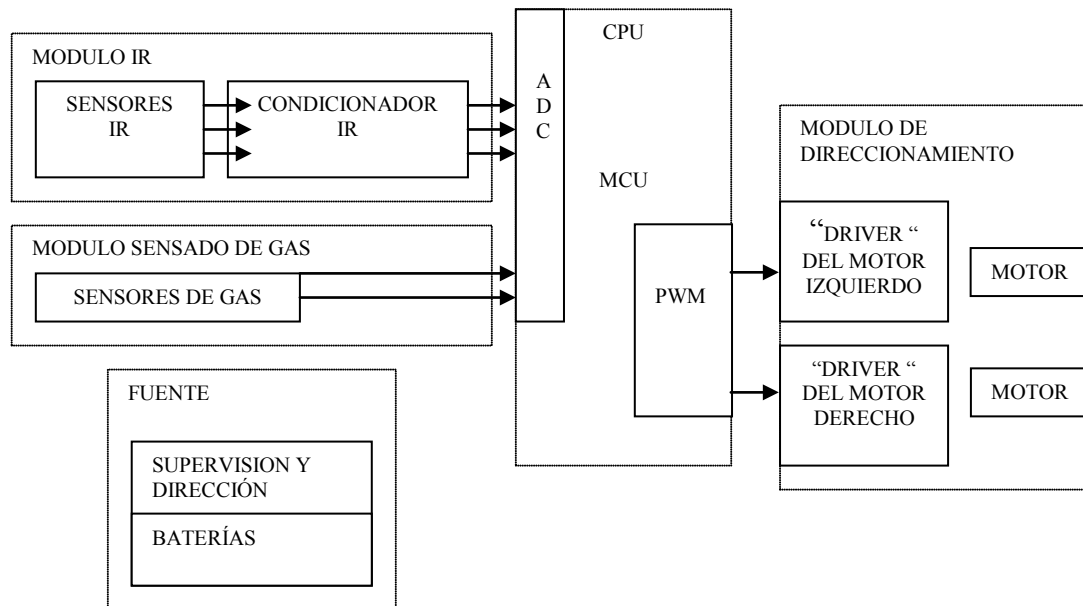 MODULO IR
SENSORES
IR
CONDICIONADOR
IR
A
D
C
CPU
MCU
PWM
MODULO SENSADO DE GAS
SENSORES DE GAS
MODULO DE
DIRECCIONAMIENTO
“DRIVER “
DEL MOTOR
IZQUIERDO
MOTOR
“DRIVER “
DEL MOTOR
DERECHO
MOTOR
FUENTE
SUPERVISION Y
DIRECCIÓN
BATERÍAS